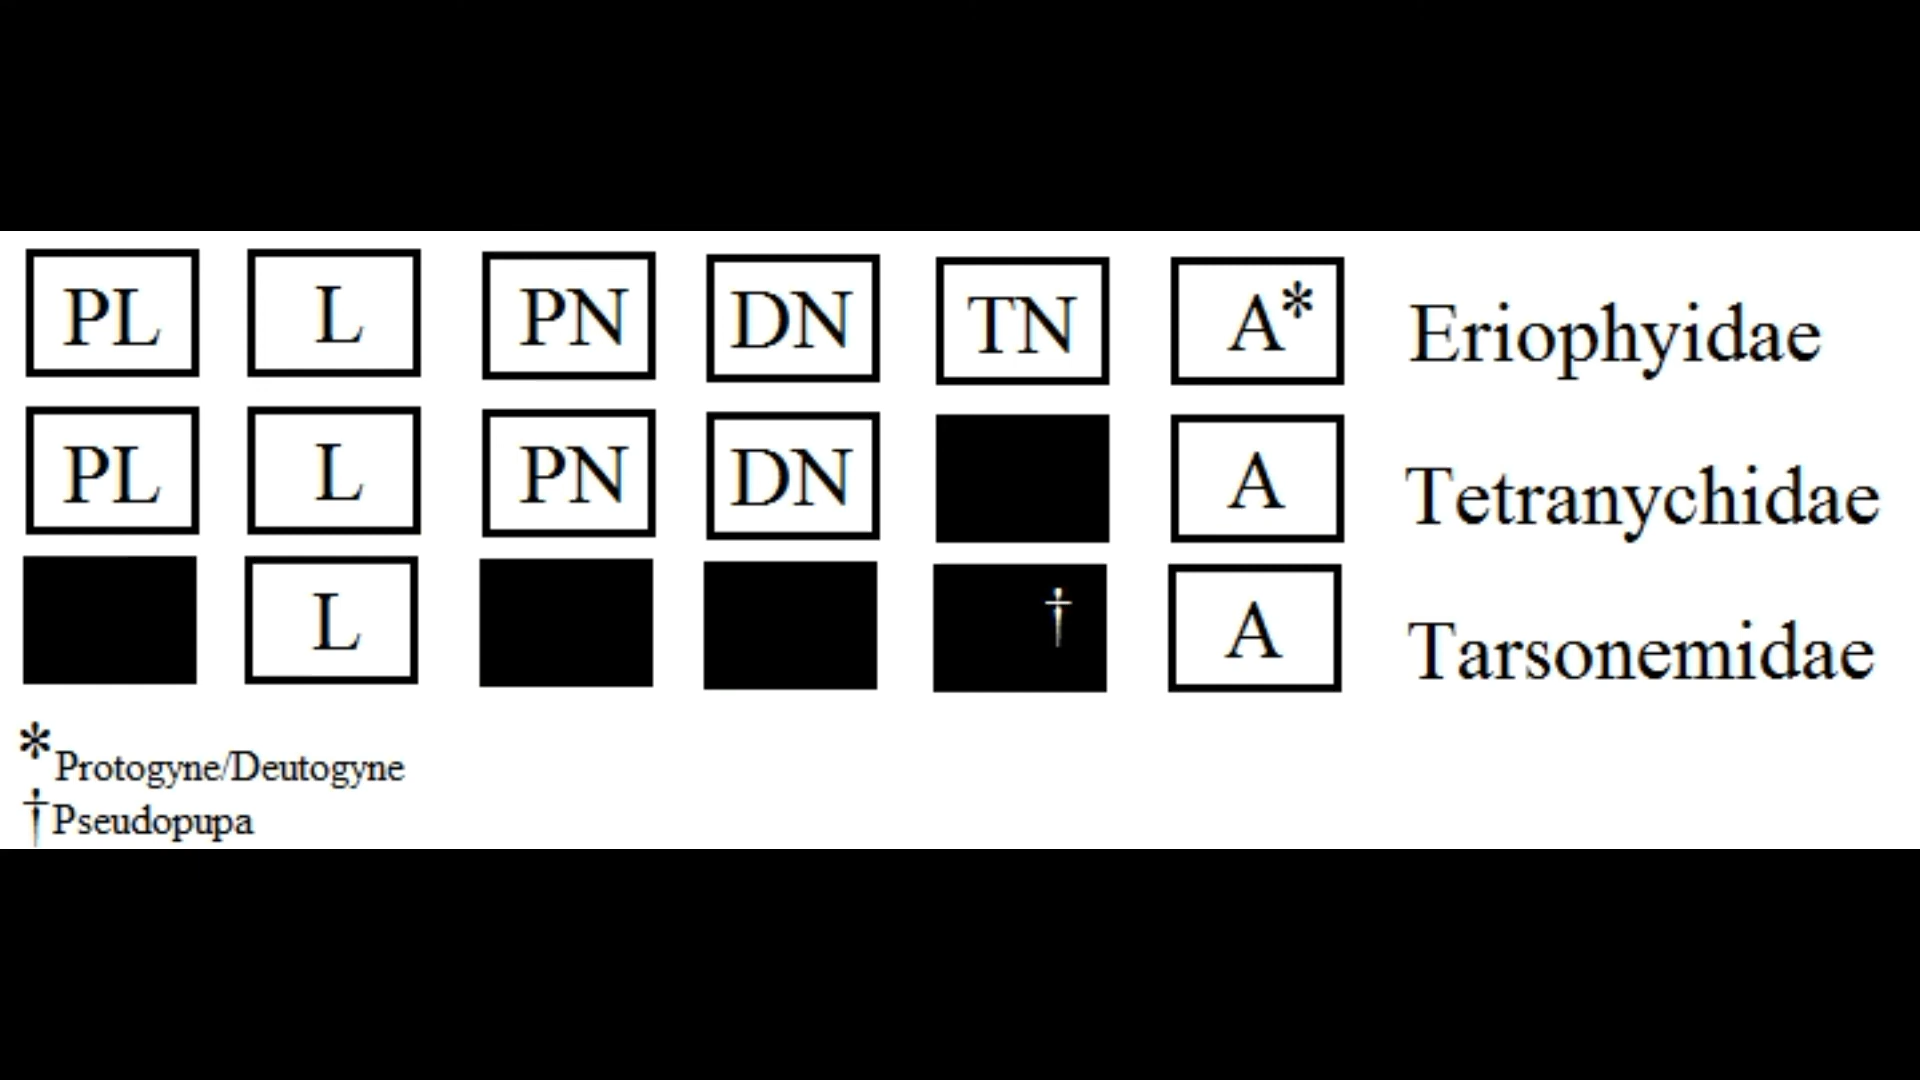 PL L PN DN TN A* Eriophyidae
PL L PN DN A Tetranychidae
L † A Tarsonemidae
*Protogyne/Deutogyne
†Pseudopupa